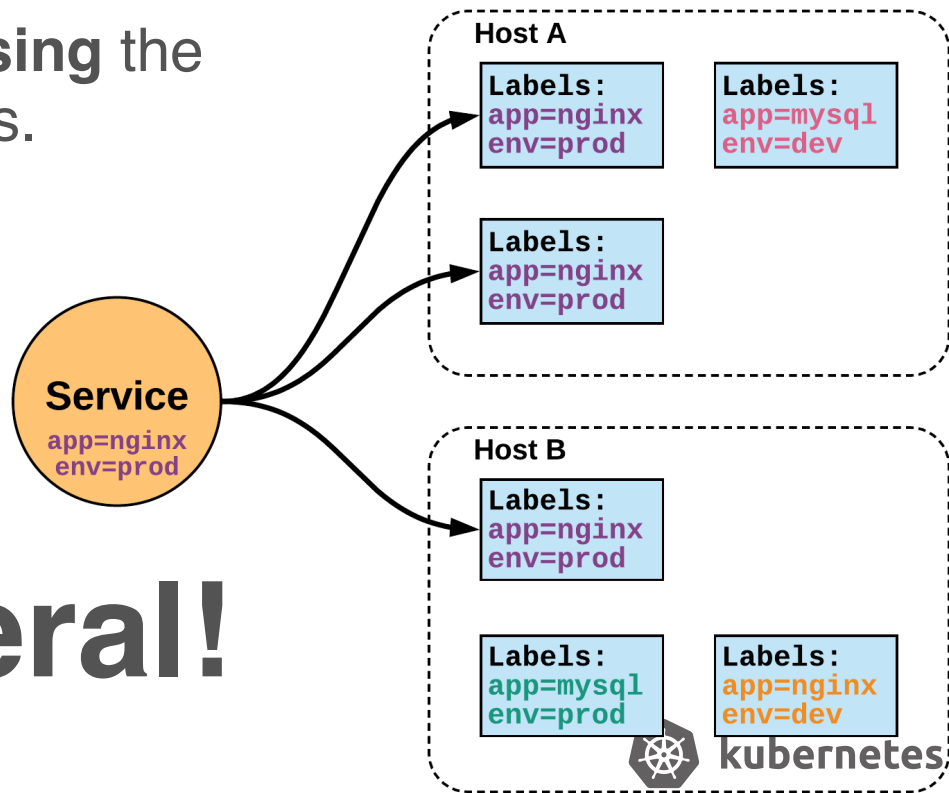 sing the
s.
eral!
Service
app=nginx
env=prod
Host A
Labels:
app=nginx
env=prod
Labels:
app=mysql
env=dev
Labels:
app=nginx
env=prod
Host B
Labels:
app=nginx
env=prod
Labels:
app=mysql
env=prod
Labels:
app=nginx
env=dev
kubernetes